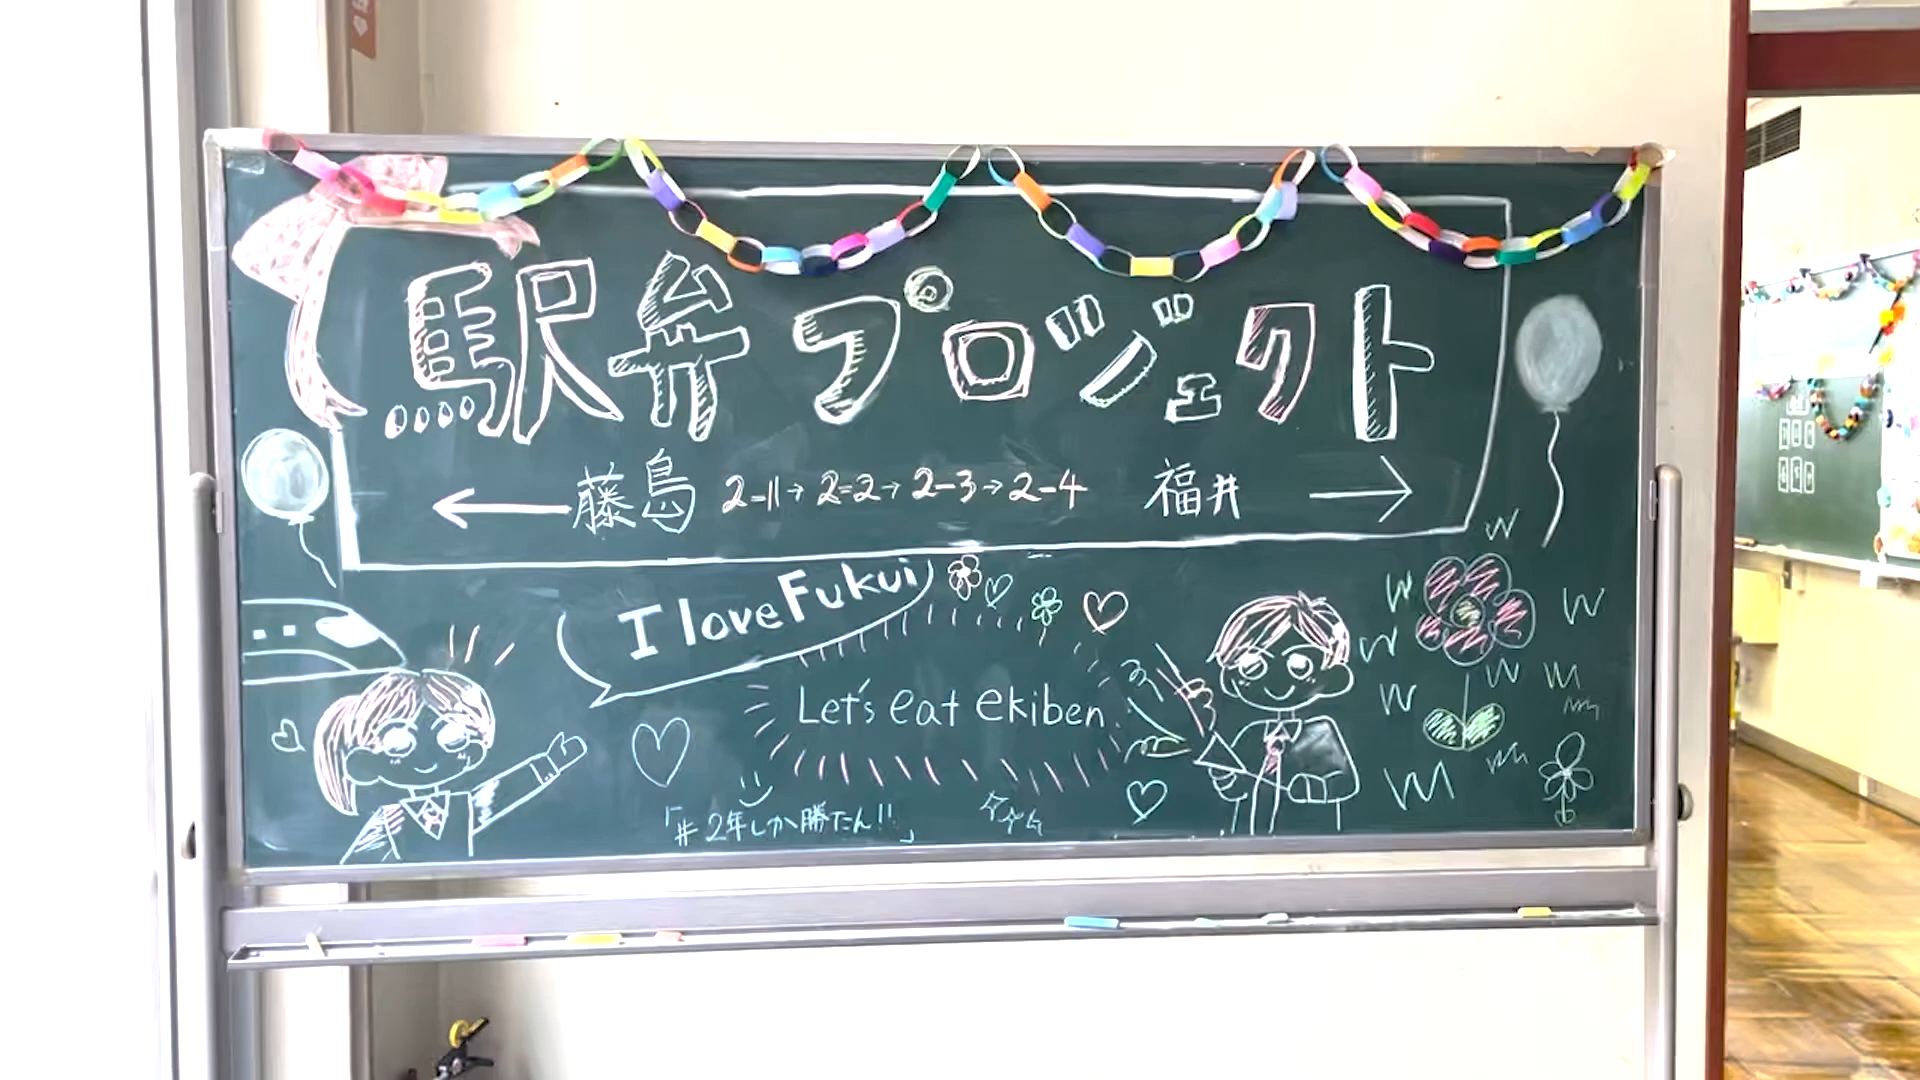 駅弁プロジェクト
← 藤島 2-1→2-2→2-3→2-4 福井 →
I love Fukui
Let's eat ekiben
「#2年しか勝たん!!」